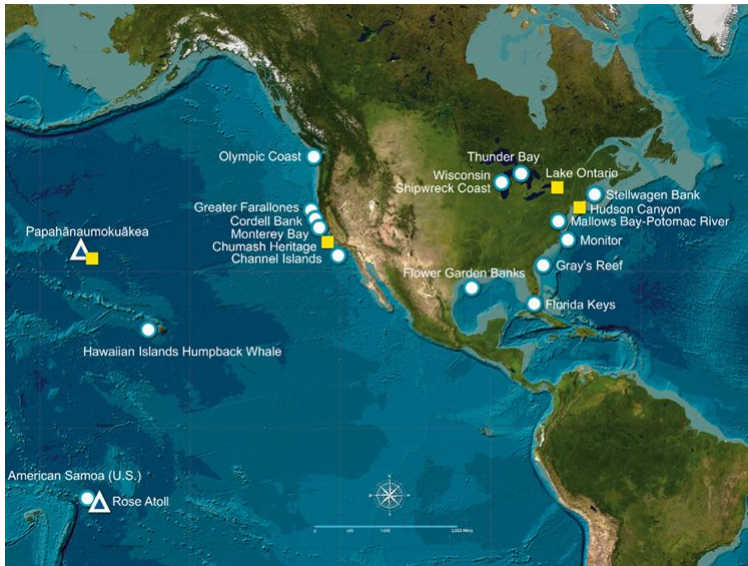 Olympic Coast
Thunder Bay
Wisconsin
Shipwreck Coast
Lake Ontario
Stellwagen Bank
Hudson Canyon
Mallows Bay-Potomac River
Monitor
Gray's Reef
Florida Keys
Flower Garden Banks
Greater Farallones
Cordell Bank
Monterey Bay
Chumash Heritage
Channel Islands
Papahānaumokuākea
Hawaiian Islands Humpback Whale
American Samoa (U.S.)
Rose Atoll